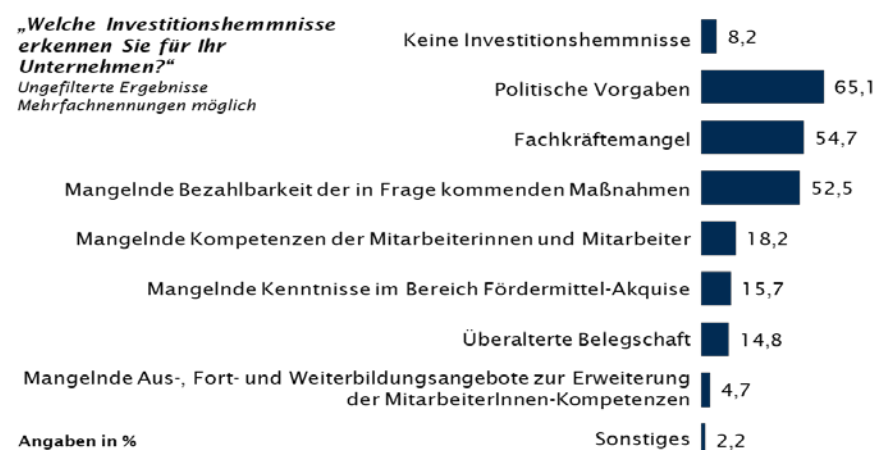 „Welche Investitionshemmnisse
erkennen Sie für Ihr
Unternehmen?“
Ungefilterte Ergebnisse
Mehrfachnennungen möglich
Keine Investitionshemmnisse 8,2
Politische Vorgaben 65,1
Fachkräftemangel 54,7
Mangelnde Bezahlbarkeit der in Frage kommenden Maßnahmen 52,5
Mangelnde Kompetenzen der Mitarbeiterinnen und Mitarbeiter 18,2
Mangelnde Kenntnisse im Bereich Fördermittel-Akquise 15,7
Überalterte Belegschaft 14,8
Mangelnde Aus-, Fort- und Weiterbildungsangebote zur Erweiterung
der MitarbeiterInnen-Kompetenzen 4,7
Sonstiges 2,2
Angaben in %